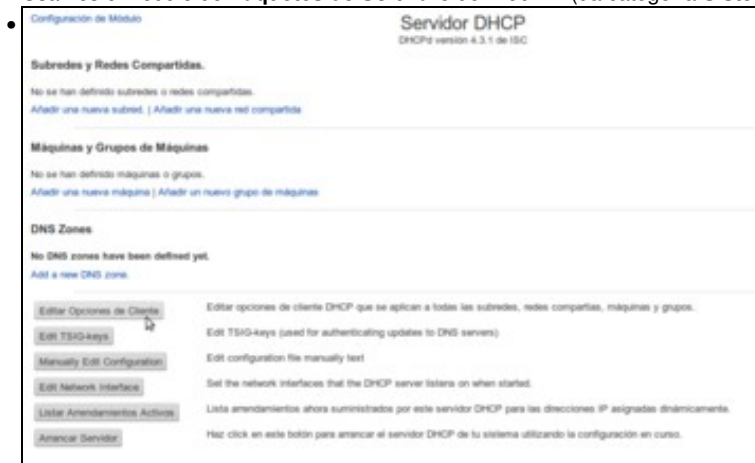 Configuración de Módulo
Servidor DHCP
DHCPd versión 4.3.1 de ISC
Subredes y Redes Compartidas.
No se han definido subredes o redes compartidas.
Añadir una nueva subred. | Añadir una nueva red compartida
Máquinas y Grupos de Máquinas
No se han definido máquinas o grupos.
Añadir una nueva máquina | Añadir un nuevo grupo de máquinas
DNS Zones
No DNS zones have been defined yet.
Add a new DNS zone.
Editar Opciones de Cliente Editar opciones de cliente DHCP que se aplican a todas las subredes, redes compartias, máquinas y grupos.
Edit TSIG-keys Edit TSIG-keys (used for authenticating updates to DNS servers)
Manually Edit Configuration Edit configuration file manually text
Edit Network Interface Set the network interfaces that the DHCP server listens on when started.
Listar Arrendamientos Activos Lista arrendamientos ahora suministrados por este servidor DHCP para las direcciones IP asignadas dinámicamente.
Arrancar Servidor Haz click en este botón para arrancar el servidor DHCP de tu sistema utilizando la configuración en curso.